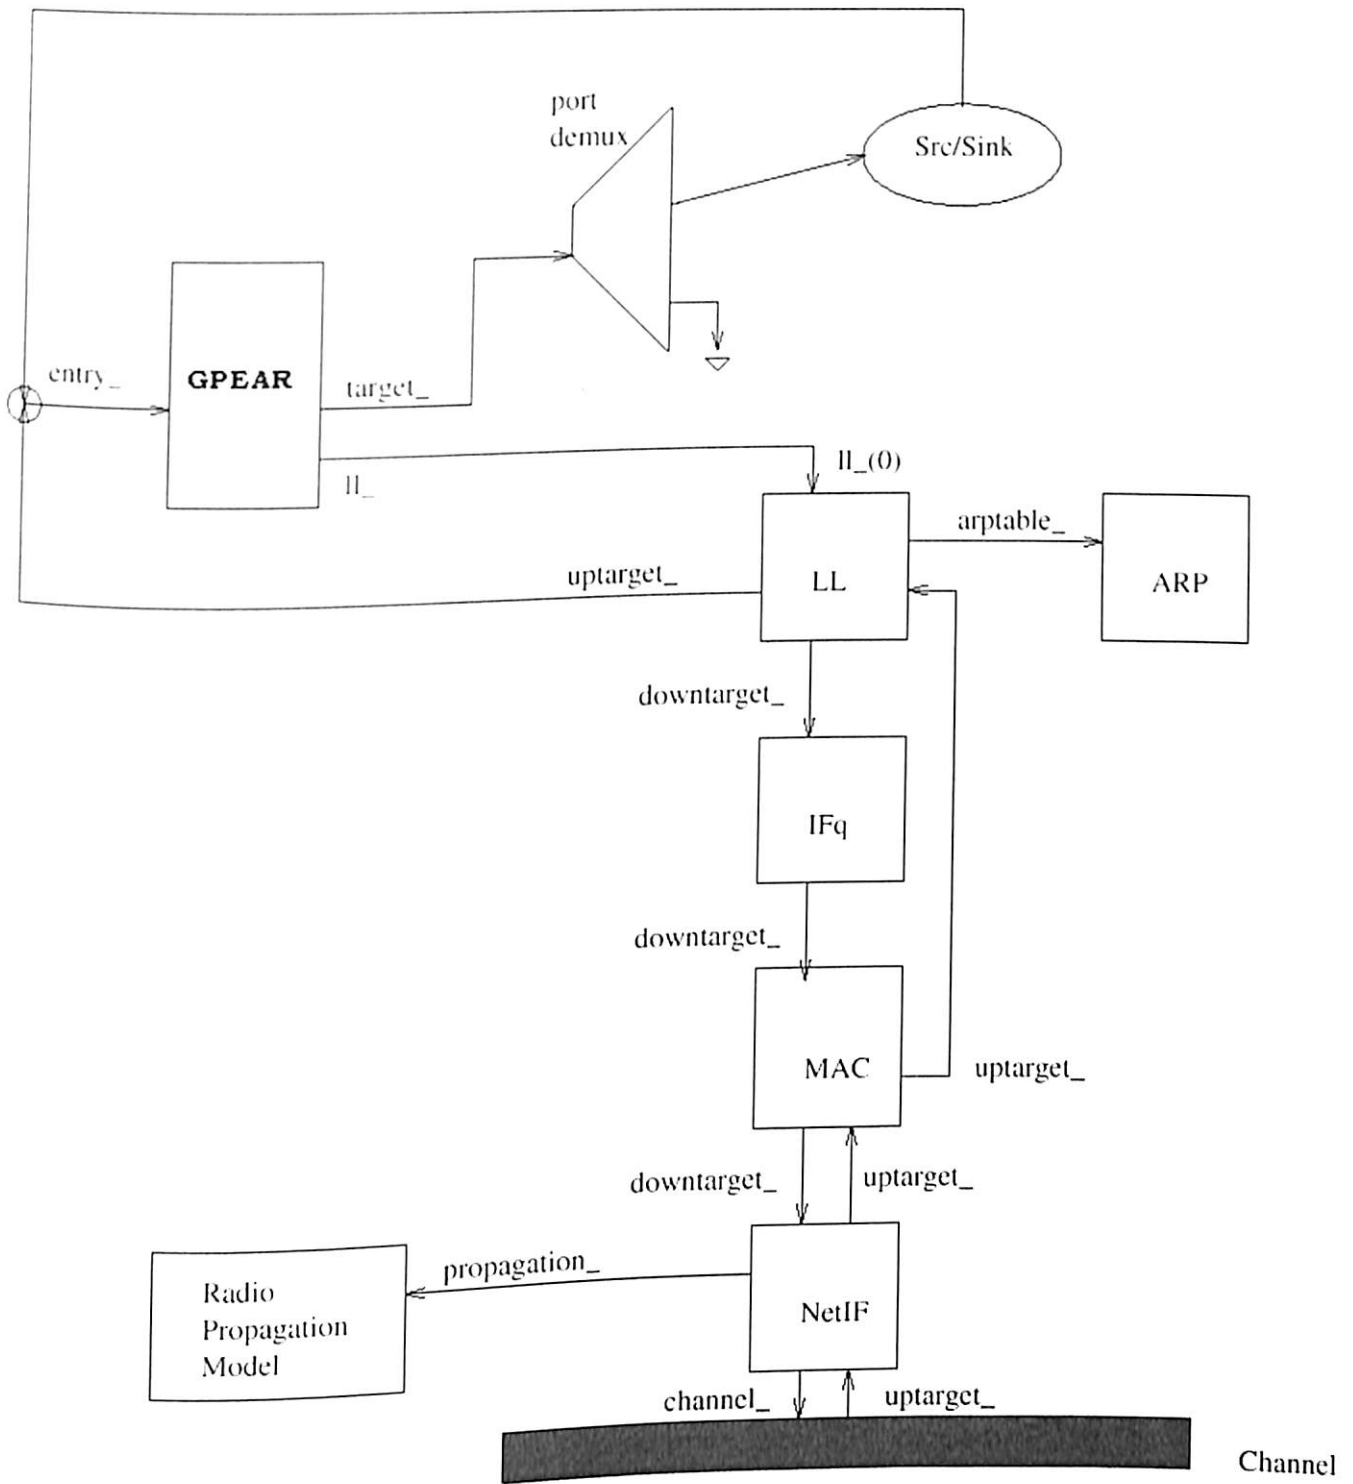 port
demux
Src/Sink
entry_
GPEAR
target_
ll_
ll_(0)
arptable_
uptarget_
LL
ARP
downtarget_
IFq
downtarget_
MAC
uptarget_
downtarget_
uptarget_
propagation_
Radio
Propagation
Model
NetIF
channel_
uptarget_
Channel